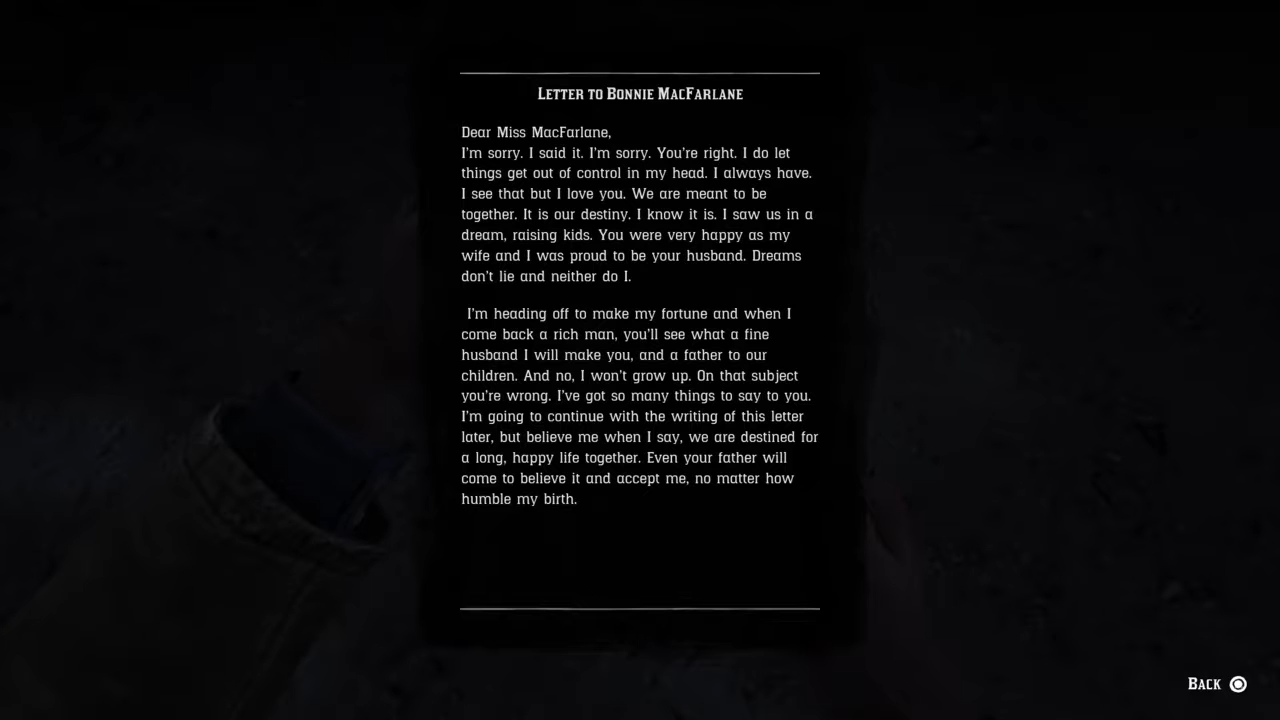 Letter to Bonnie MacFarlane
Dear Miss MacFarlane,
I'm sorry. I said it. I'm sorry. You're right. I do let
things get out of control in my head. I always have.
I see that but I love you. We are meant to be
together. It is our destiny. I know it is. I saw us in a
dream, raising kids. You were very happy as my
wife and I was proud to be your husband. Dreams
don't lie and neither do I.
I'm heading off to make my fortune and when I
come back a rich man, you'll see what a fine
husband I will make you, and a father to our
children. And no, I won't grow up. On that subject
you're wrong. I've got so many things to say to you.
I'm going to continue with the writing of this letter
later, but believe me when I say, we are destined for
a long, happy life together. Even your father will
come to believe it and accept me, no matter how
humble my birth.
Back